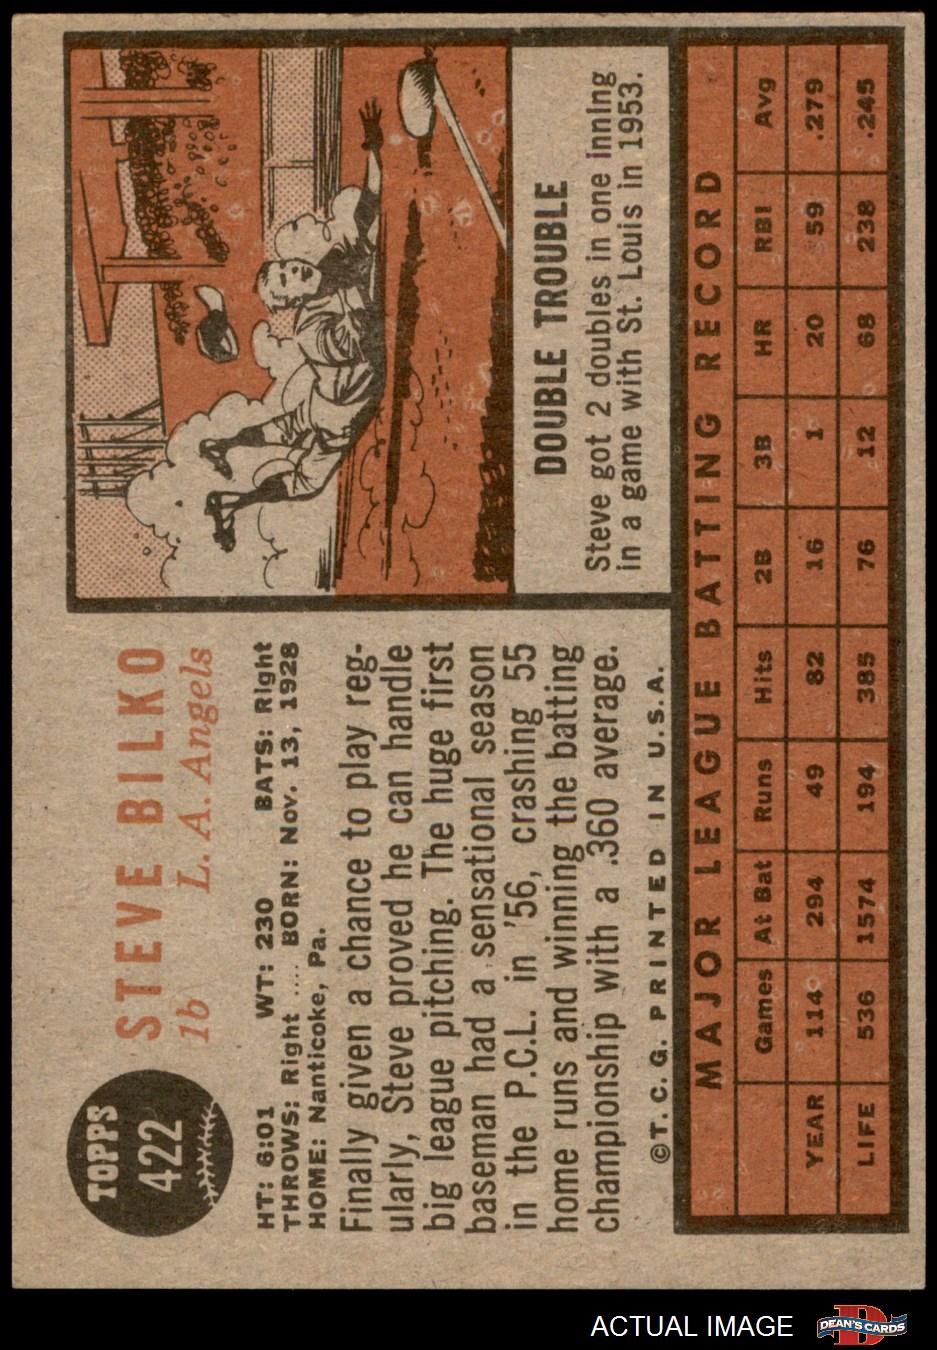 TOPPS
422
STEVE BILKO
1b L. A. Angels
HT: 6:01 WT: 230 BATS: Right
THROWS: Right ... BORN: Nov. 13, 1928
HOME: Nanticoke, Pa.
Finally given a chance to play reg-
ularly, Steve proved he can handle
big league pitching. The huge first
baseman had a sensational season
in the P.C.L. in '56, crashing 55
home runs and winning the batting
championship with a .360 average.
©T. C. G. PRINTED IN U.S.A.
DOUBLE TROUBLE
Steve got 2 doubles in one inning
in a game with St. Louis in 1953.
MAJOR LEAGUE BATTING RECORD
Games At Bat Runs Hits 2B 3B HR RBI Avg
YEAR 114 294 49 82 16 1 20 59 .279
LIFE 536 1574 194 385 76 12 68 238 .245
ACTUAL IMAGE
D
DEAN'S CARDS